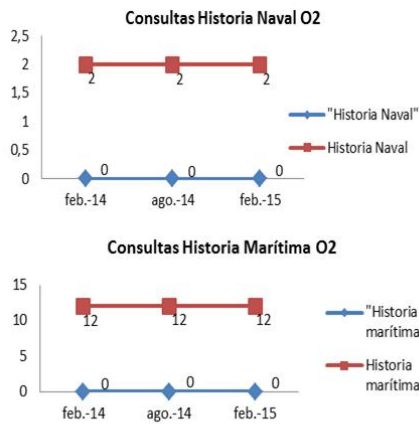 Consultas Historia Naval O2
2,5
2
1,5
1
0,5
0
2 2 2
0 0 0
feb.-14 ago.-14 feb.-15
"Historia Naval"
Historia Naval
Consultas Historia Marítima O2
15
10
5
0
12 12 12
0 0 0
feb.-14 ago.-14 feb.-15
"Historia
marítima
Historia
marítima